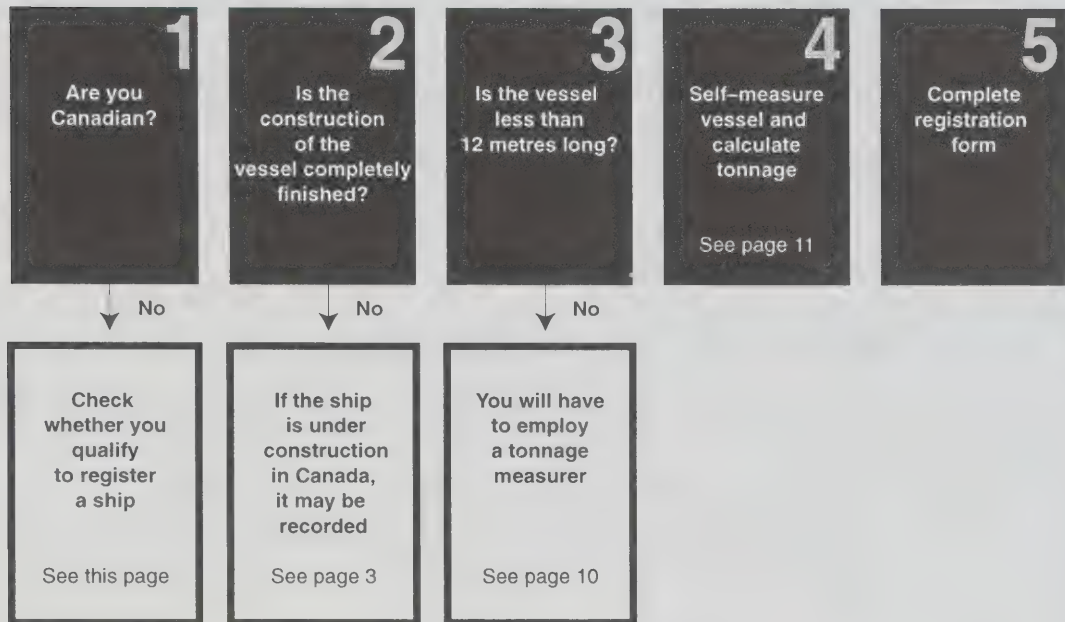 1
Are you
Canadian?
2
Is the
construction
of the
vessel completely
finished?
3
Is the vessel
less than
12 metres long?
4
Self-measure
vessel and
calculate
tonnage
See page 11
5
Complete
registration
form
No
No
No
Check
whether you
qualify
to register
a ship
See this page
If the ship
is under
construction
in Canada,
it may be
recorded
See page 3
You will have
to employ
a tonnage
measurer
See page 10